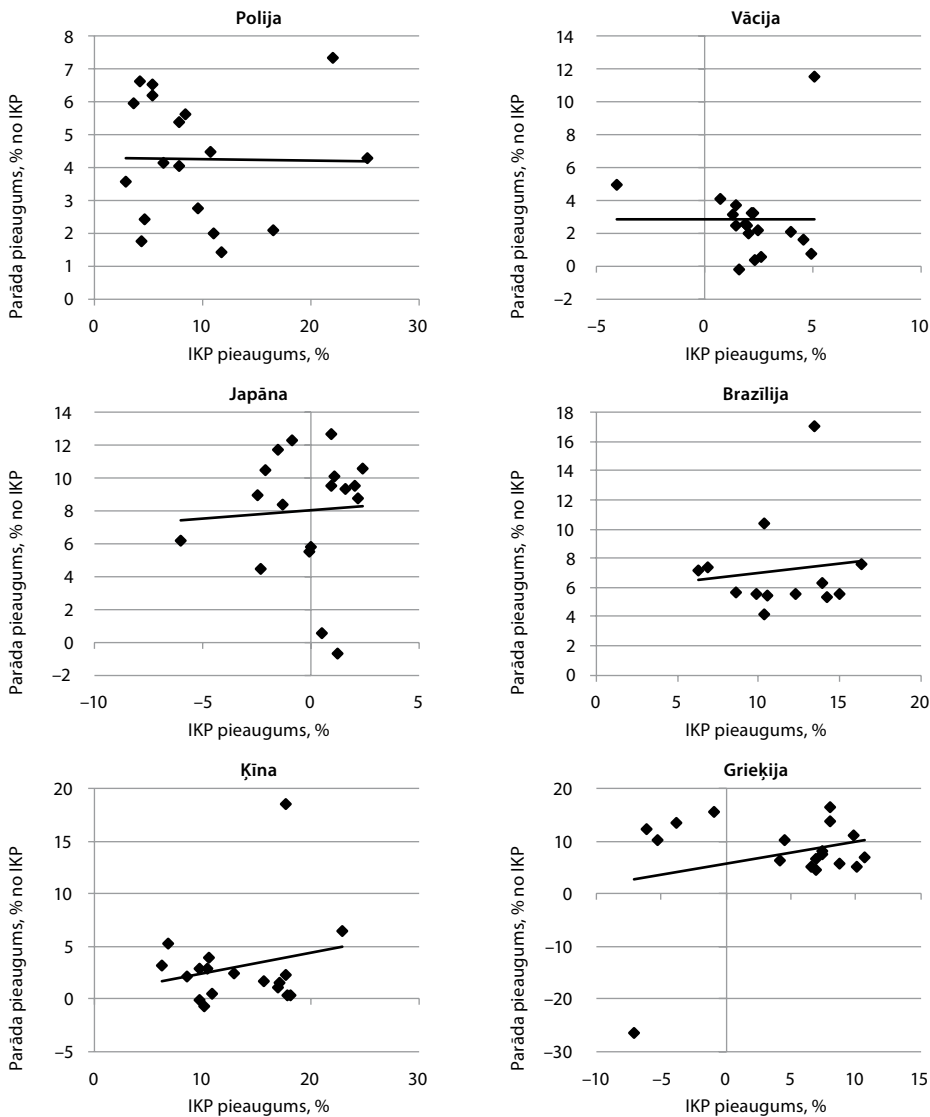 Polija
Parāda pieaugums, % no IKP
8
7
6
5
4
3
2
1
0
0 10 20 30
IKP pieaugums, %
Vācija
Parāda pieaugums, % no IKP
14
12
10
8
6
4
2
0
−2
−5 0 5 10
IKP pieaugums, %
Japāna
Parāda pieaugums, % no IKP
14
12
10
8
6
4
2
0
−2
−10 −5 0 5
IKP pieaugums, %
Brazīlija
Parāda pieaugums, % no IKP
18
16
14
12
10
8
6
4
2
0
0 5 10 15 20
IKP pieaugums, %
Ķīna
Parāda pieaugums, % no IKP
20
15
10
5
0
−5
0 10 20 30
IKP pieaugums, %
Grieķija
Parāda pieaugums, % no IKP
20
10
0
−10
−20
−30
−10 −5 0 5 10 15
IKP pieaugums, %